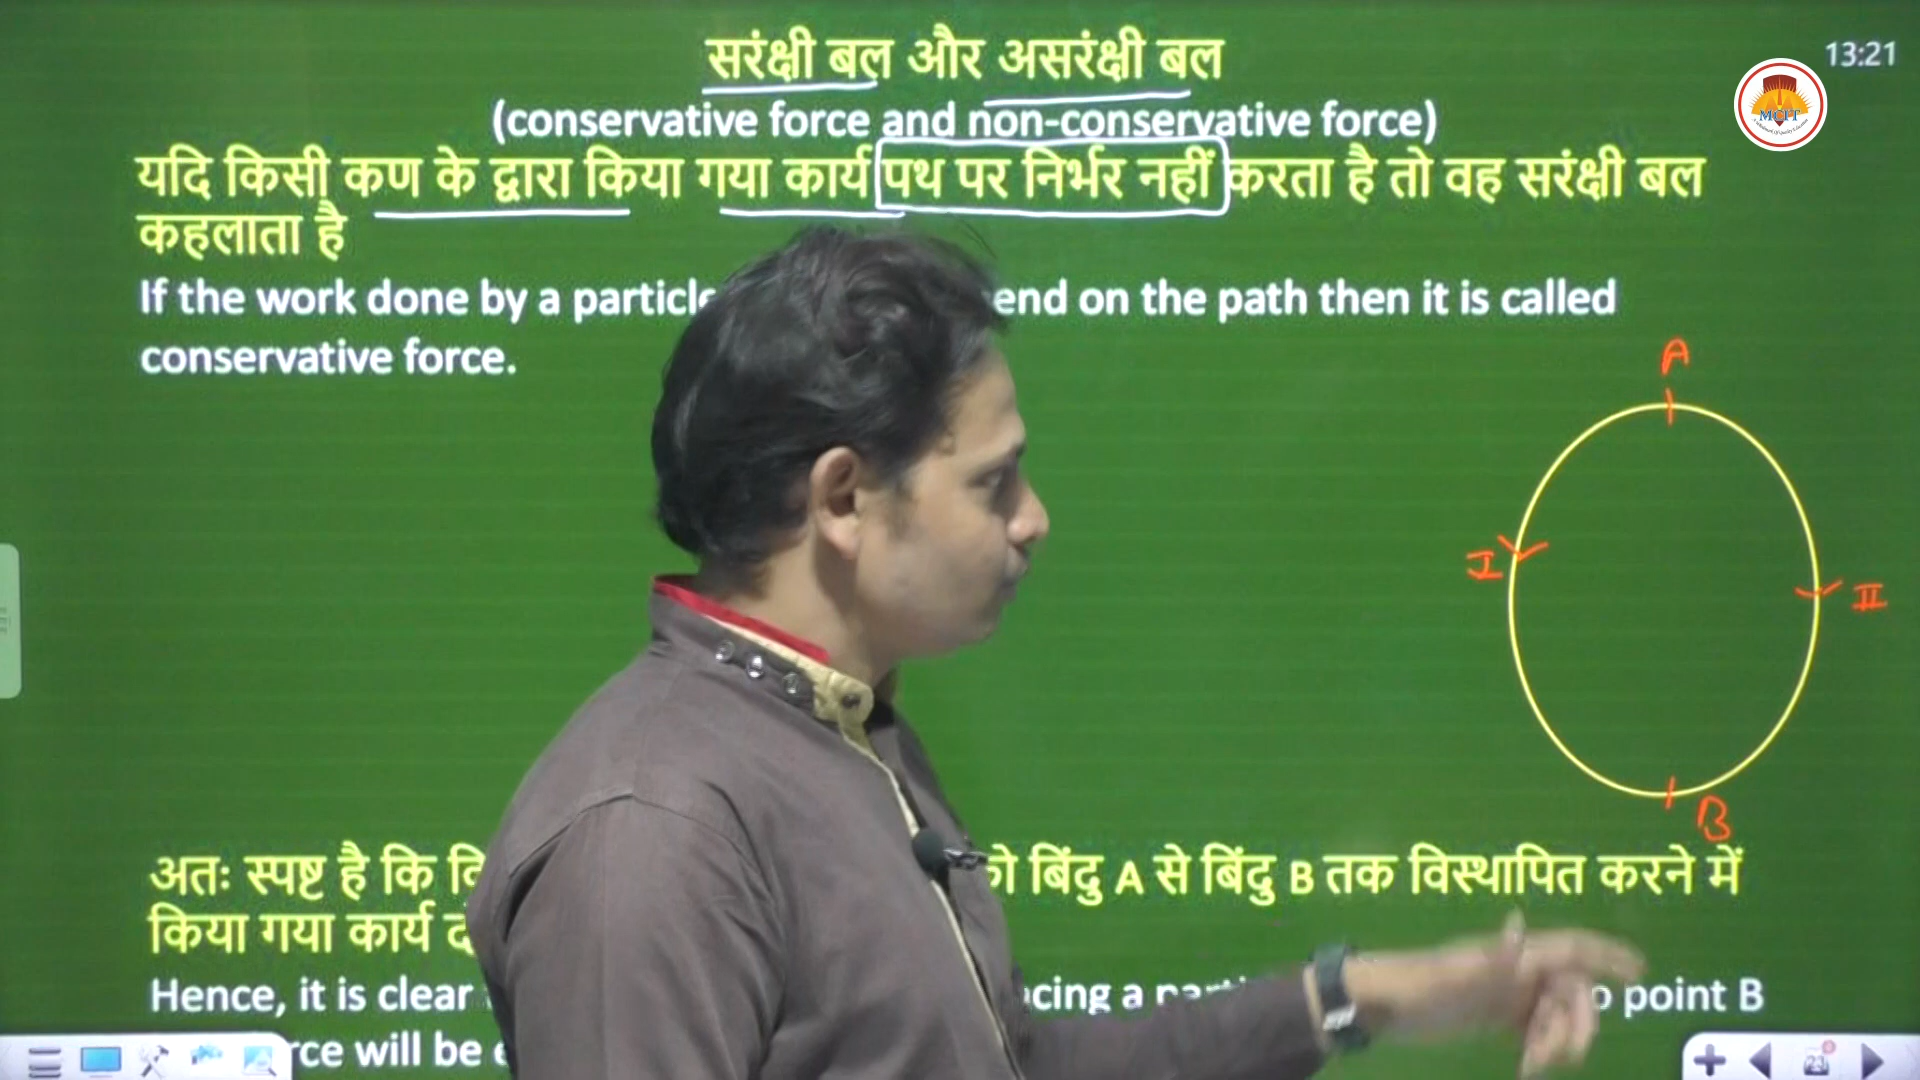 सरंक्षी बल और असरंक्षी बल
13:21
(conservative force and non-conservative force)
MCIT
यदि किसी कण के द्वारा किया गया कार्य पथ पर निर्भर नहीं करता है तो वह सरंक्षी बल
कहलाता है
If the work done by a particle end on the path then it is called
conservative force.
A
I
II
B
अतः स्पष्ट है कि को बिंदु A से बिंदु B तक विस्थापित करने में
किया गया कार्य
Hence, it is clear a point B
will be
23